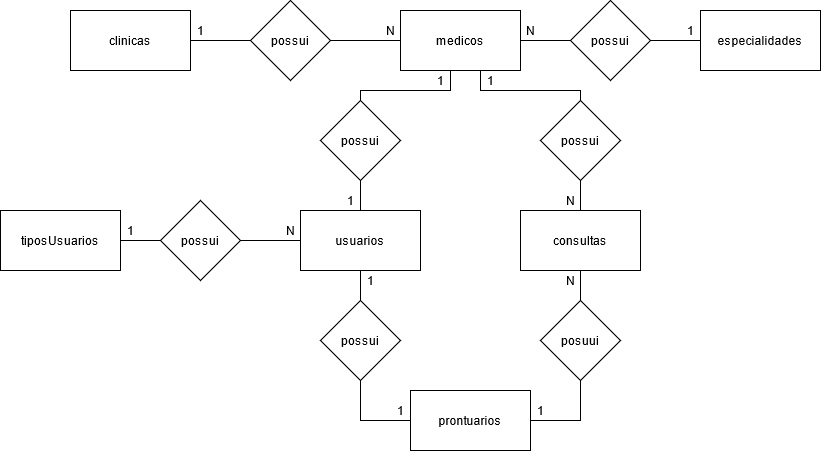 clinicas
1
possui
N
medicos
N
possui
1
especialidades
1
1
possui
possui
1
N
tiposUsuarios
1
possui
N
usuarios
consultas
1
N
possui
posuui
1
prontuarios
1